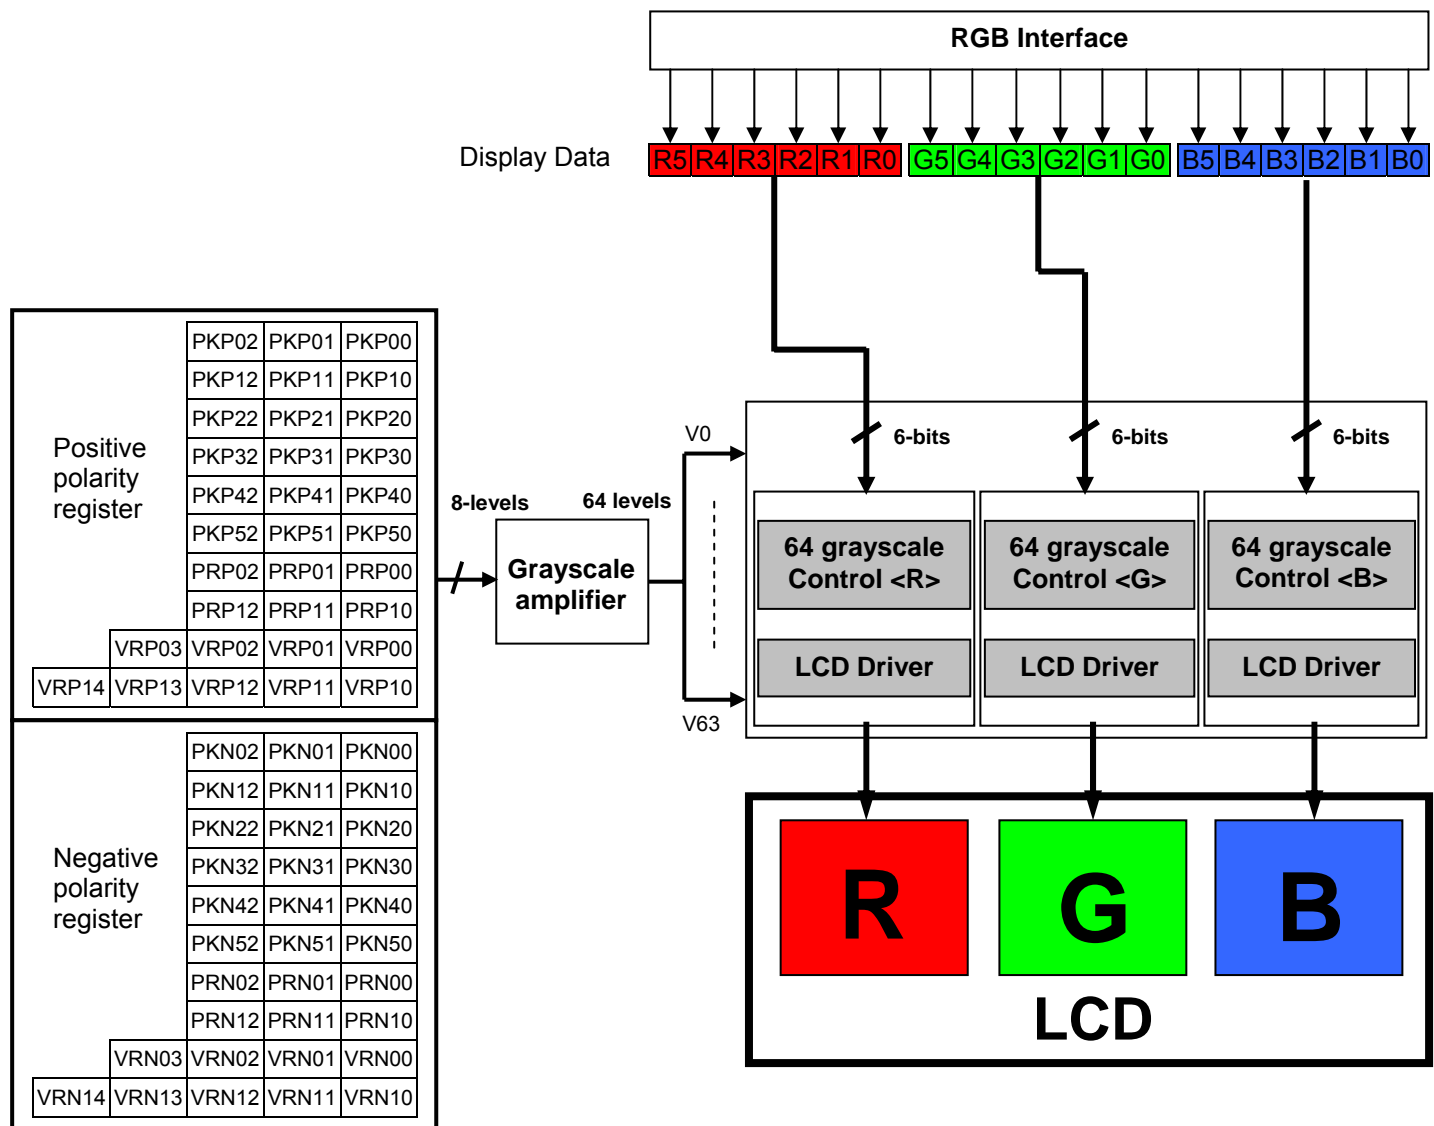 RGB Interface
Display Data
R5 R4 R3 R2 R1 R0 G5 G4 G3 G2 G1 G0 B5 B4 B3 B2 B1 B0
Positive
polarity
register
PKP02 PKP01 PKP00
PKP12 PKP11 PKP10
PKP22 PKP21 PKP20
PKP32 PKP31 PKP30
PKP42 PKP41 PKP40
PKP52 PKP51 PKP50
PRP02 PRP01 PRP00
PRP12 PRP11 PRP10
VRP03 VRP02 VRP01 VRP00
VRP14 VRP13 VRP12 VRP11 VRP10
Negative
polarity
register
PKN02 PKN01 PKN00
PKN12 PKN11 PKN10
PKN22 PKN21 PKN20
PKN32 PKN31 PKN30
PKN42 PKN41 PKN40
PKN52 PKN51 PKN50
PRN02 PRN01 PRN00
PRN12 PRN11 PRN10
VRN03 VRN02 VRN01 VRN00
VRN14 VRN13 VRN12 VRN11 VRN10
8-levels
64 levels
Grayscale
amplifier
V0
V63
6-bits 6-bits 6-bits
64 grayscale
Control <R>
64 grayscale
Control <G>
64 grayscale
Control <B>
LCD Driver LCD Driver LCD Driver
R G B
LCD